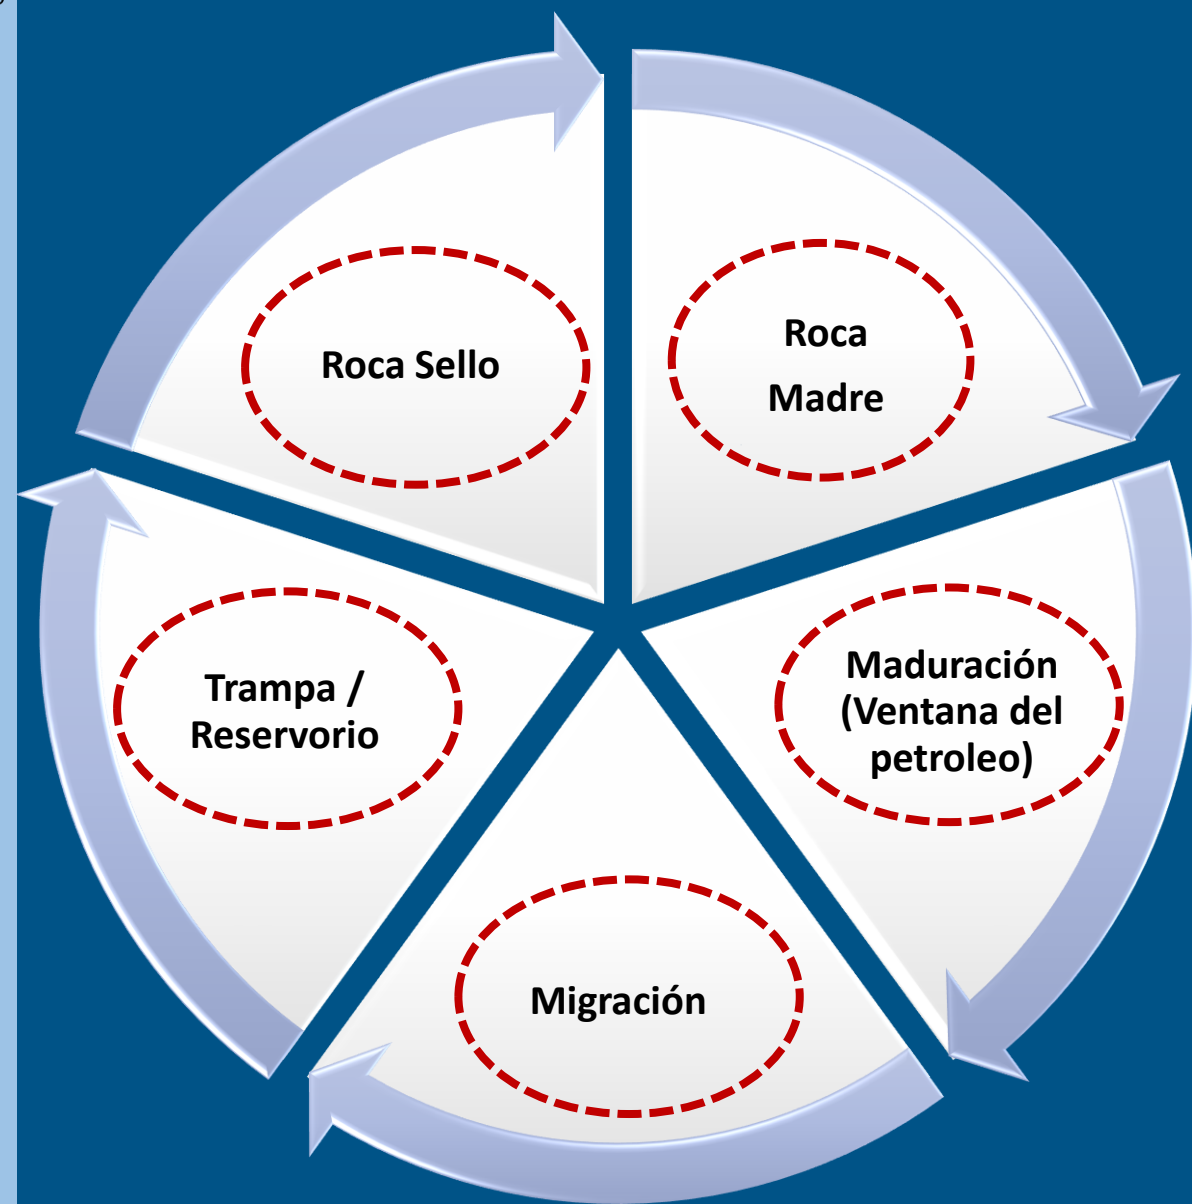 Roca
Madre
Maduración
(Ventana del
petroleo)
Migración
Trampa /
Reservorio
Roca Sello